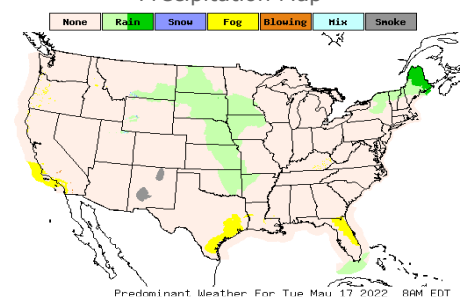 Precipitation Map
None Rain Snow Fog Blowing Mix Smoke
Predominant Weather For Tue May 17 2022 8AM EDT